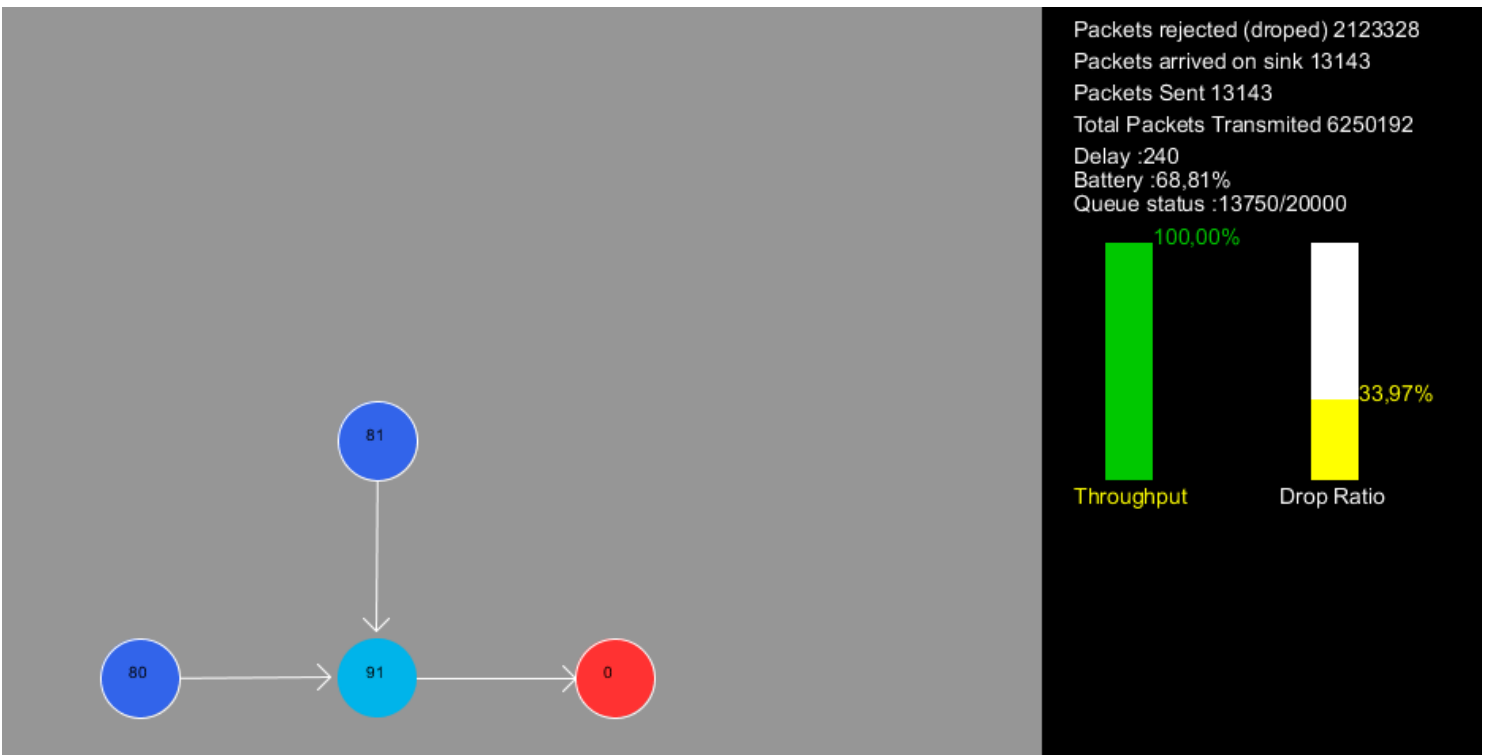 Packets rejected (droped) 2123328
Packets arrived on sink 13143
Packets Sent 13143
Total Packets Transmited 6250192
Delay :240
Battery :68,81%
Queue status :13750/20000
100,00%
33,97%
Throughput
Drop Ratio
81
80
91
0